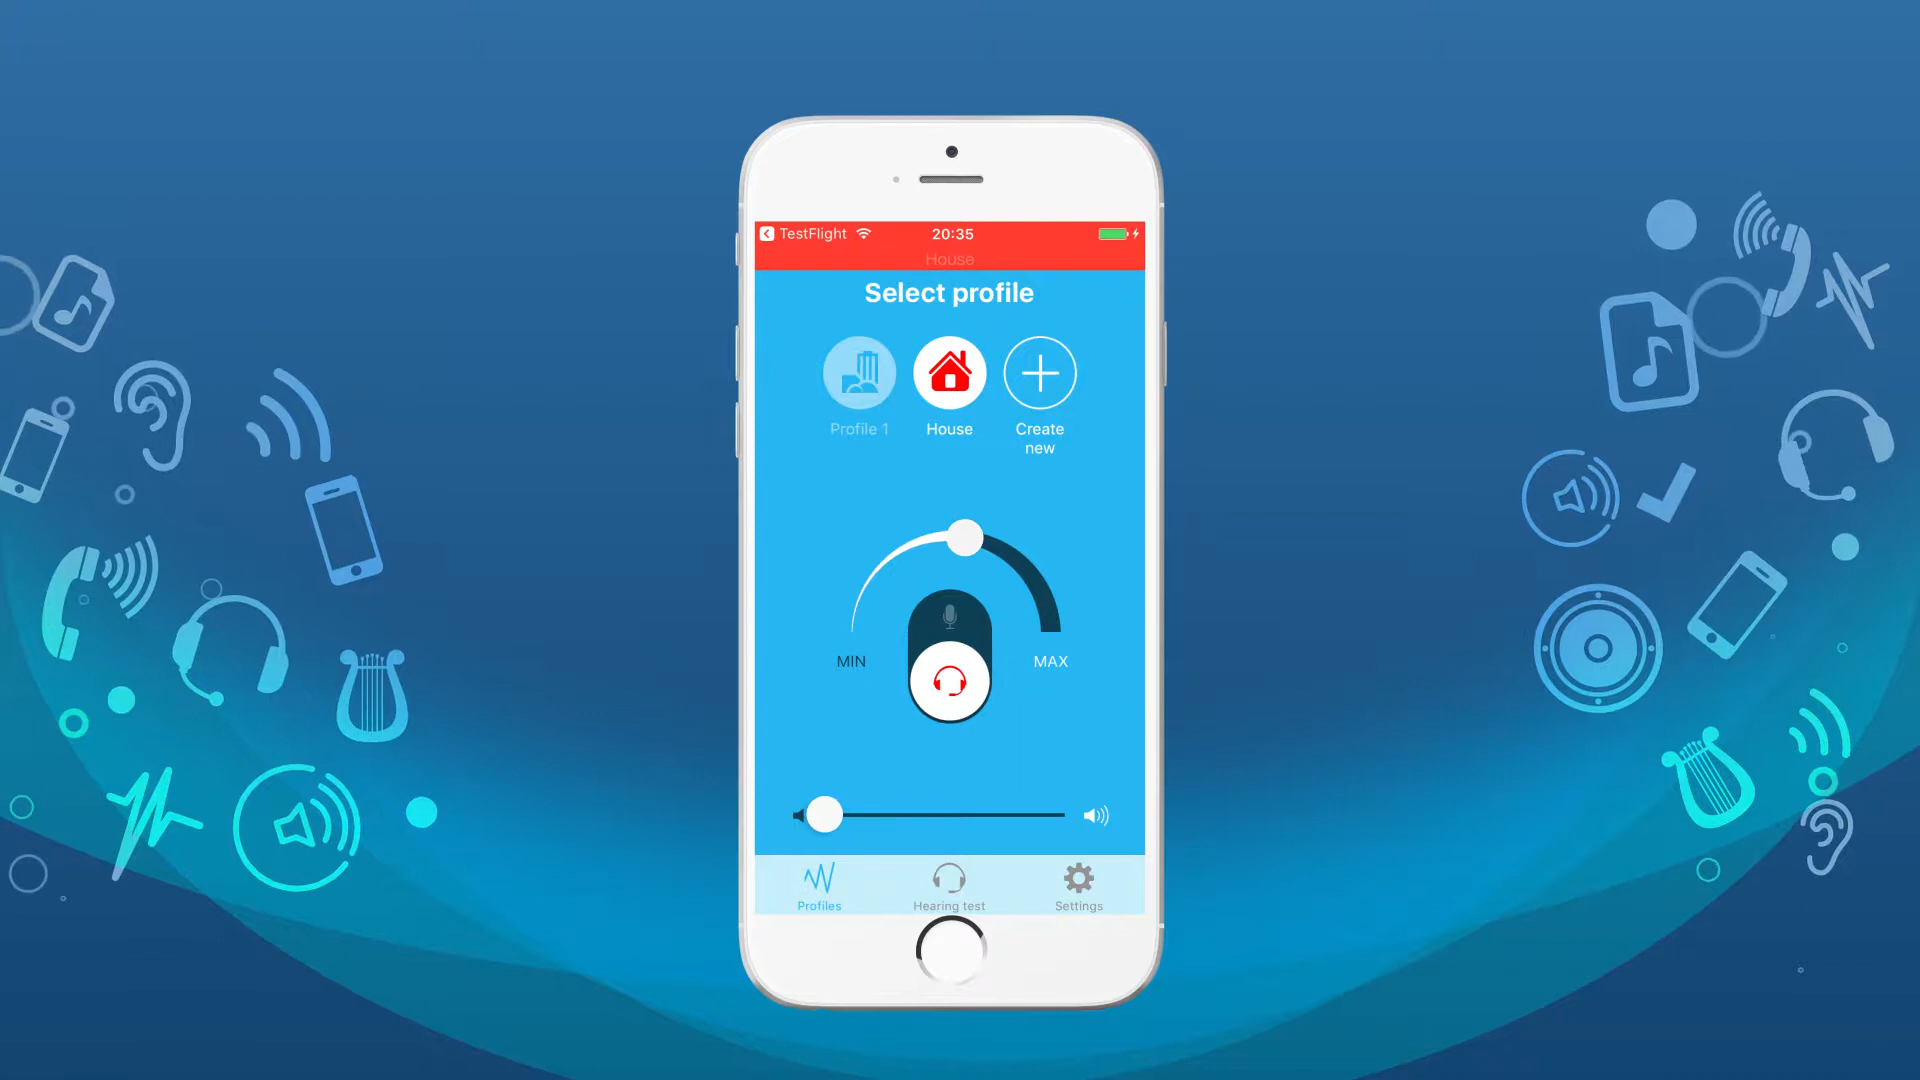 TestFlight
20:35
House
Select profile
Profile 1
House
Create
new
MIN
MAX
Profiles
Hearing test
Settings